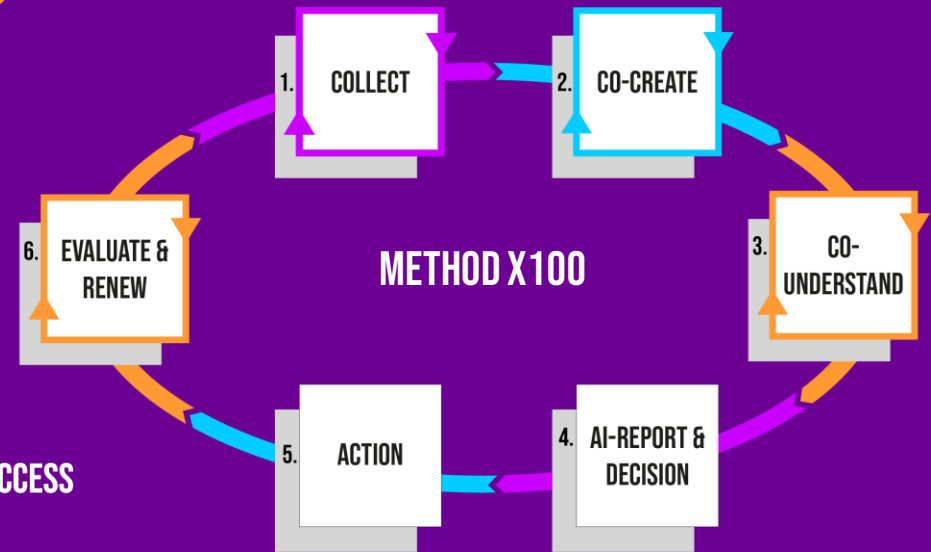 1.
COLLECT
2.
CO-CREATE
6.
EVALUATE &
RENEW
METHOD X100
3.
CO-
UNDERSTAND
5.
ACTION
4.
AI-REPORT &
DECISION
CCESS